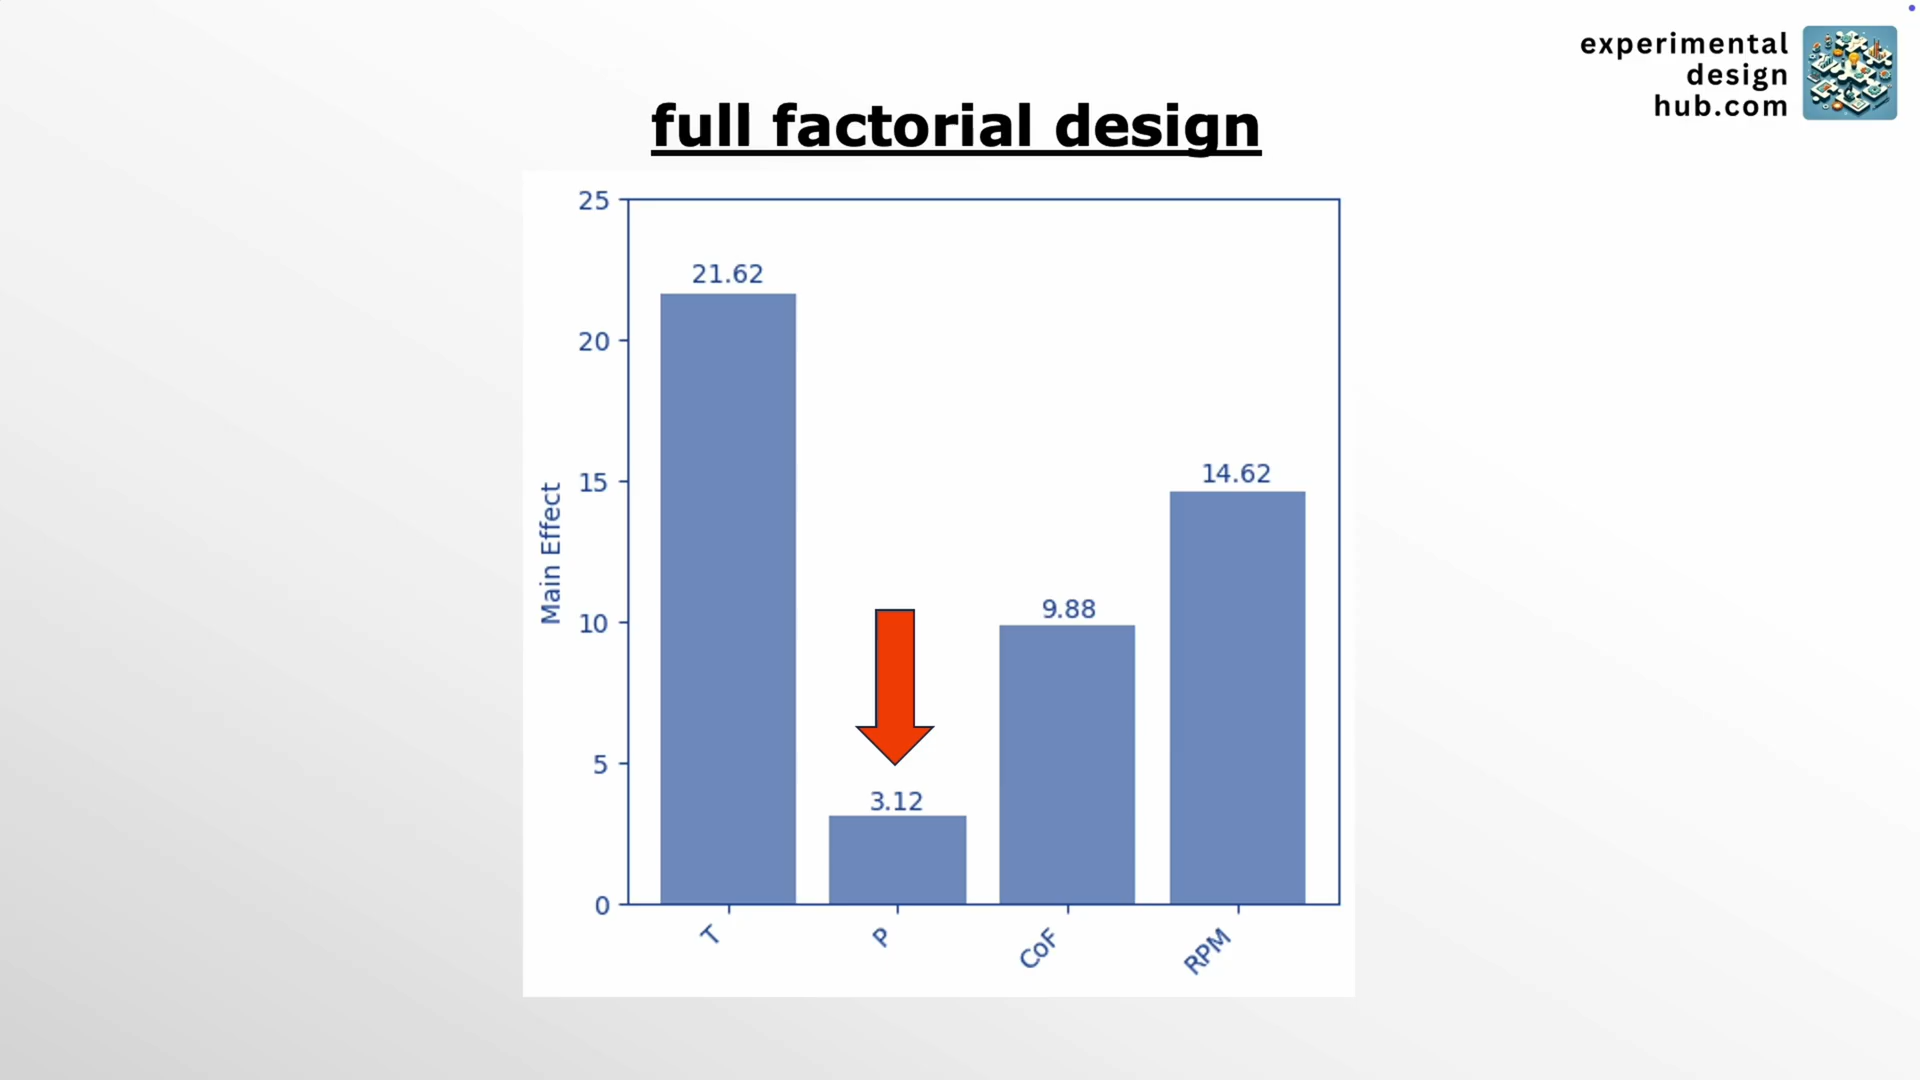 experimental
design
hub.com
full factorial design
25
20
15
10
5
0
Main Effect
21.62
3.12
9.88
14.62
T
P
CoF
RPM